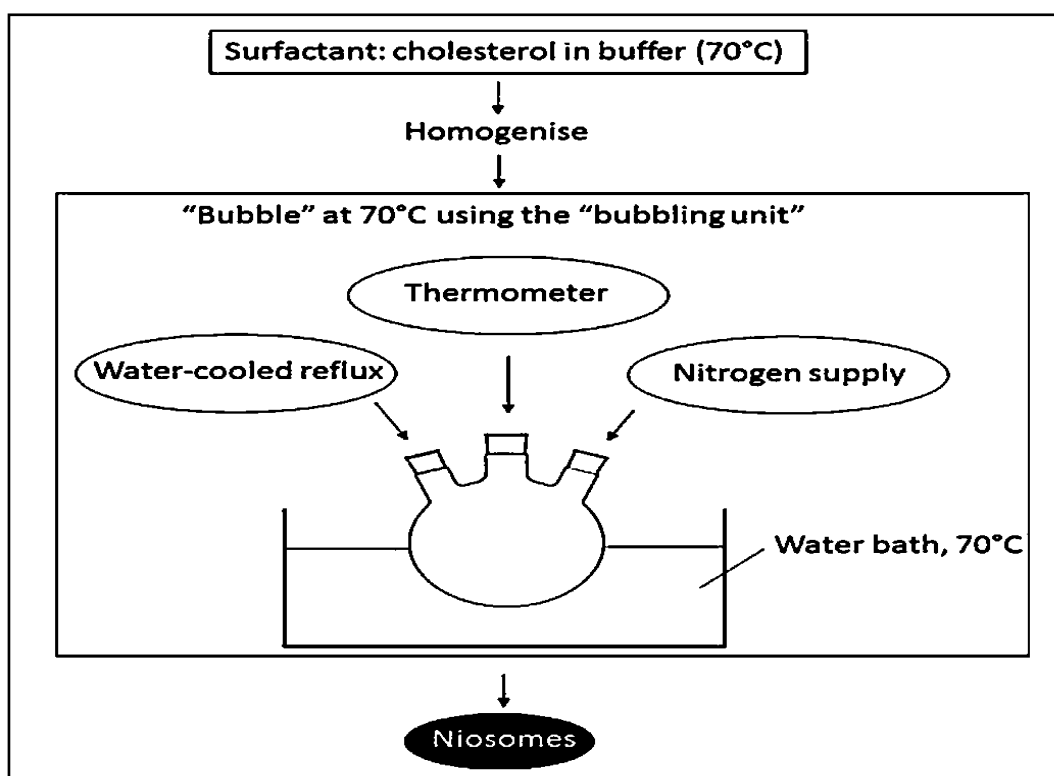 Surfactant: cholesterol in buffer (70°C)
Homogenise
“Bubble” at 70°C using the “bubbling unit”
Thermometer
Water-cooled reflux
Nitrogen supply
Water bath, 70°C
Niosomes